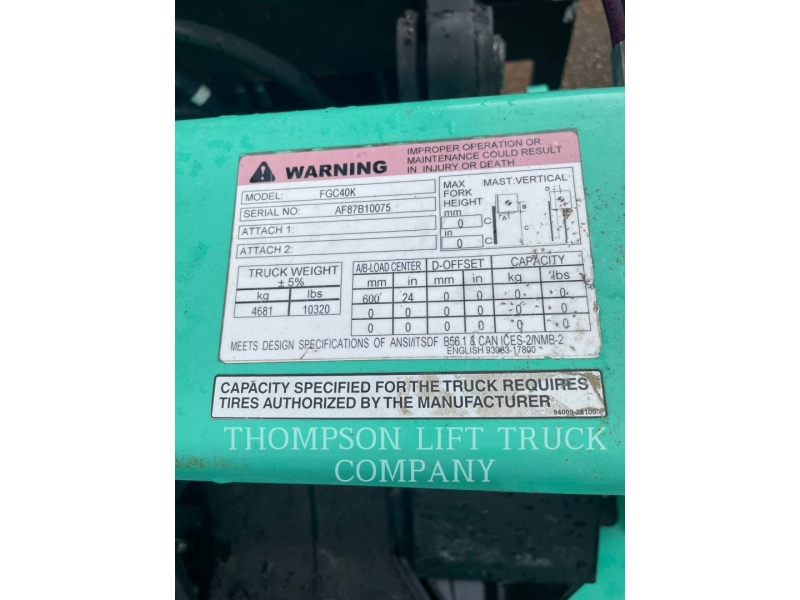 WARNING
IMPROPER OPERATION OR
MAINTENANCE COULD RESULT
IN INJURY OR DEATH
MODEL: FGC40K
SERIAL NO: AF87B10075
ATTACH 1:
ATTACH 2:
MAX FORK HEIGHT
mm
0
in
0
MAST:VERTICAL
A
B
C
C
C
D
TRUCK WEIGHT
± 5%
kg lbs
4681 10320
A/B-LOAD CENTER D-OFFSET CAPACITY
mm in mm in kg lbs
600 24 0 0 0 0
0 0 0 0 0 0
0 0 0 0 0 0
MEETS DESIGN SPECIFICATIONS OF ANSI/ITSDF B56.1 & CAN ICES-2/NMB-2
ENGLISH 93983-17800
CAPACITY SPECIFIED FOR THE TRUCK REQUIRES
TIRES AUTHORIZED BY THE MANUFACTURER
THOMPSON LIFT TRUCK
COMPANY